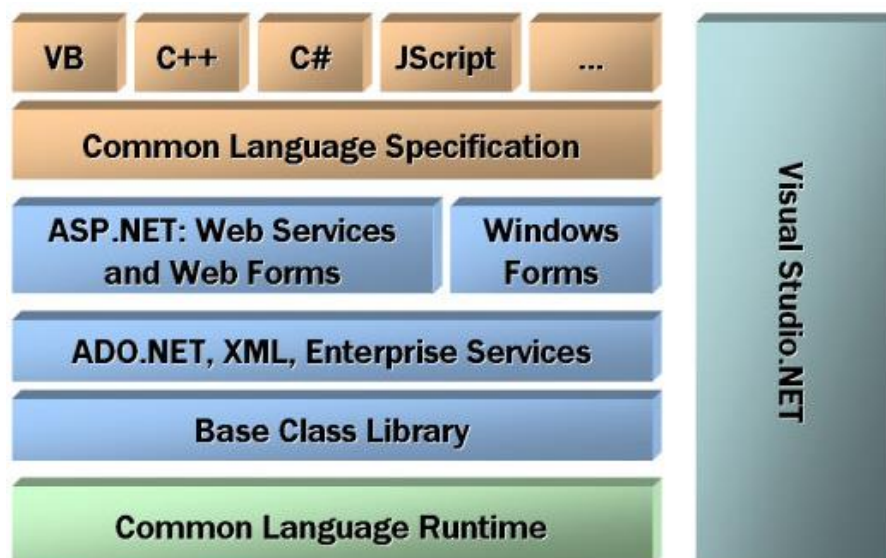 VB
C++
C#
JScript
...
Common Language Specification
ASP.NET: Web Services
and Web Forms
Windows
Forms
ADO.NET, XML, Enterprise Services
Base Class Library
Common Language Runtime
Visual Studio.NET